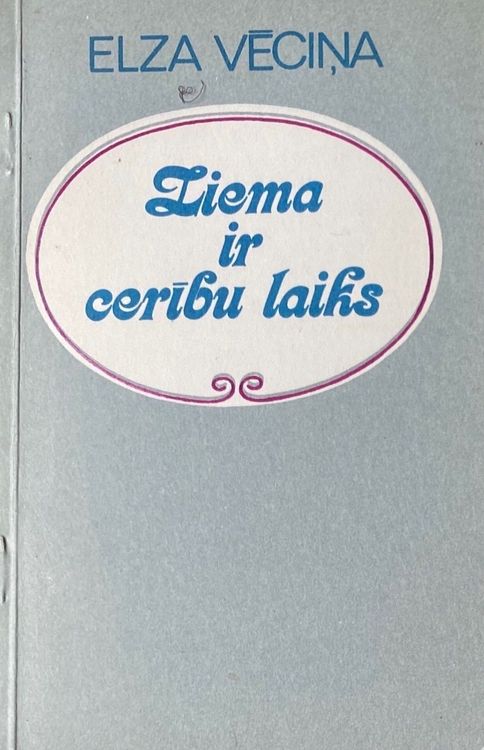 ELZA VĒCIŅA
Ziema
ir
cerību laiks